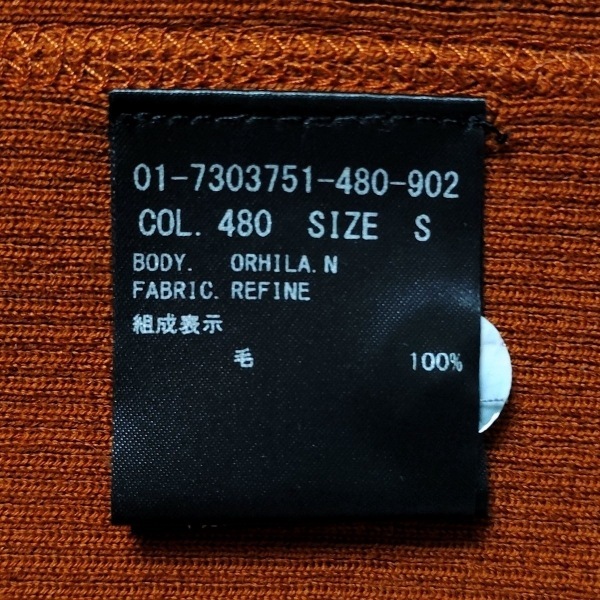 01-7303751-480-902
COL. 480 SIZE S
BODY. ORHILA.N
FABRIC. REFINE
組成表示
毛 100%